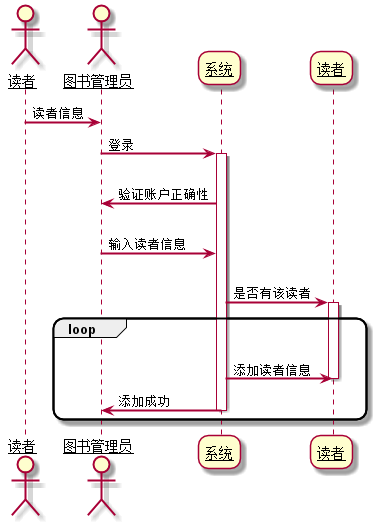 读者
图书管理员
系统
读者
读者信息
登录
验证账户正确性
输入读者信息
是否有该读者
loop
添加读者信息
添加成功
读者
图书管理员
系统
读者